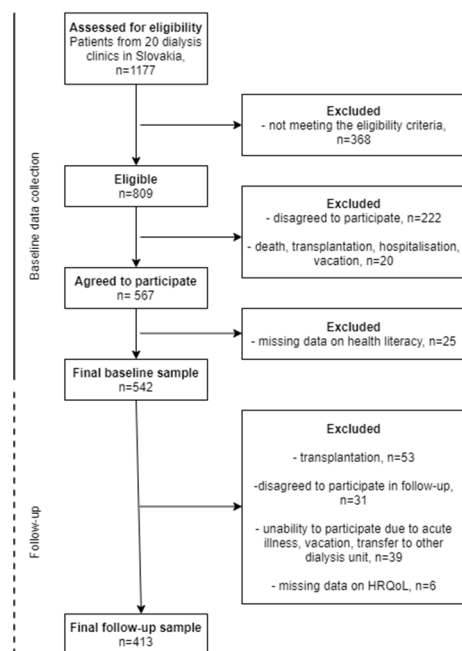 Assessed for eligibility
Patients from 20 dialysis
clinics in Slovakia,
n=1177
Excluded
- not meeting the eligibility criteria,
n=368
Eligible
n=809
Excluded
- disagreed to participate, n=222
- death, transplantation, hospitalisation,
vacation, n=20
Agreed to participate
n= 567
Excluded
- missing data on health literacy, n=25
Final baseline sample
n=542
Excluded
- transplantation, n=53
-disagreed to participate in follow-up,
n=31
- unability to participate due to acute
illness, vacation, transfer to other
dialysis unit, n=39
- missing data on HRQoL, n=6
Final follow-up sample
n=413
Baseline data collection
Follow-up